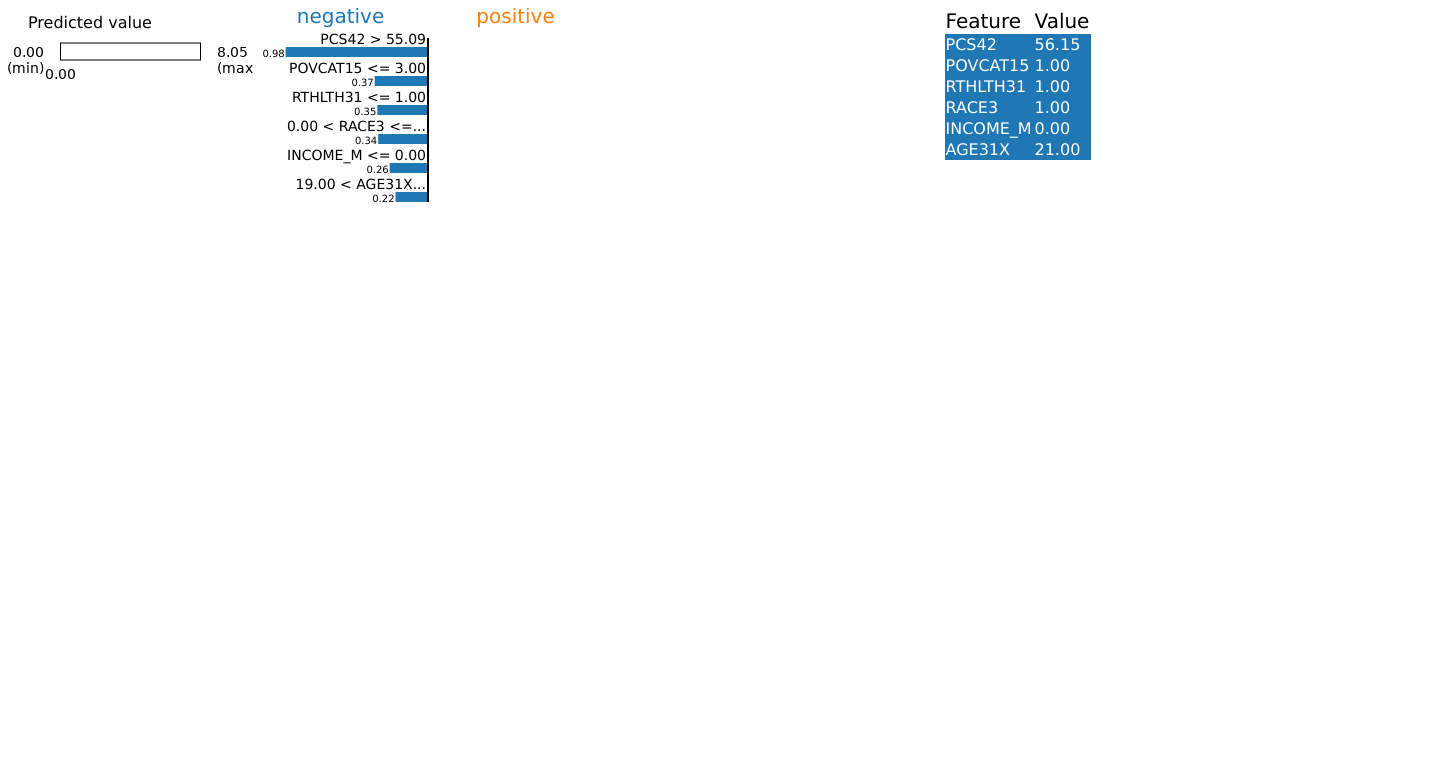 Predicted value
0.00
(min)
8.05
(max
0.00
negative
positive
PCS42 > 55.09
0.98
POVCAT15 <= 3.00
0.37
RTHLTH31 <= 1.00
0.35
0.00 < RACE3 <=...
0.34
INCOME_M <= 0.00
0.26
19.00 < AGE31X...
0.22
Feature Value
PCS42 56.15
POVCAT15 1.00
RTHLTH31 1.00
RACE3 1.00
INCOME_M 0.00
AGE31X 21.00